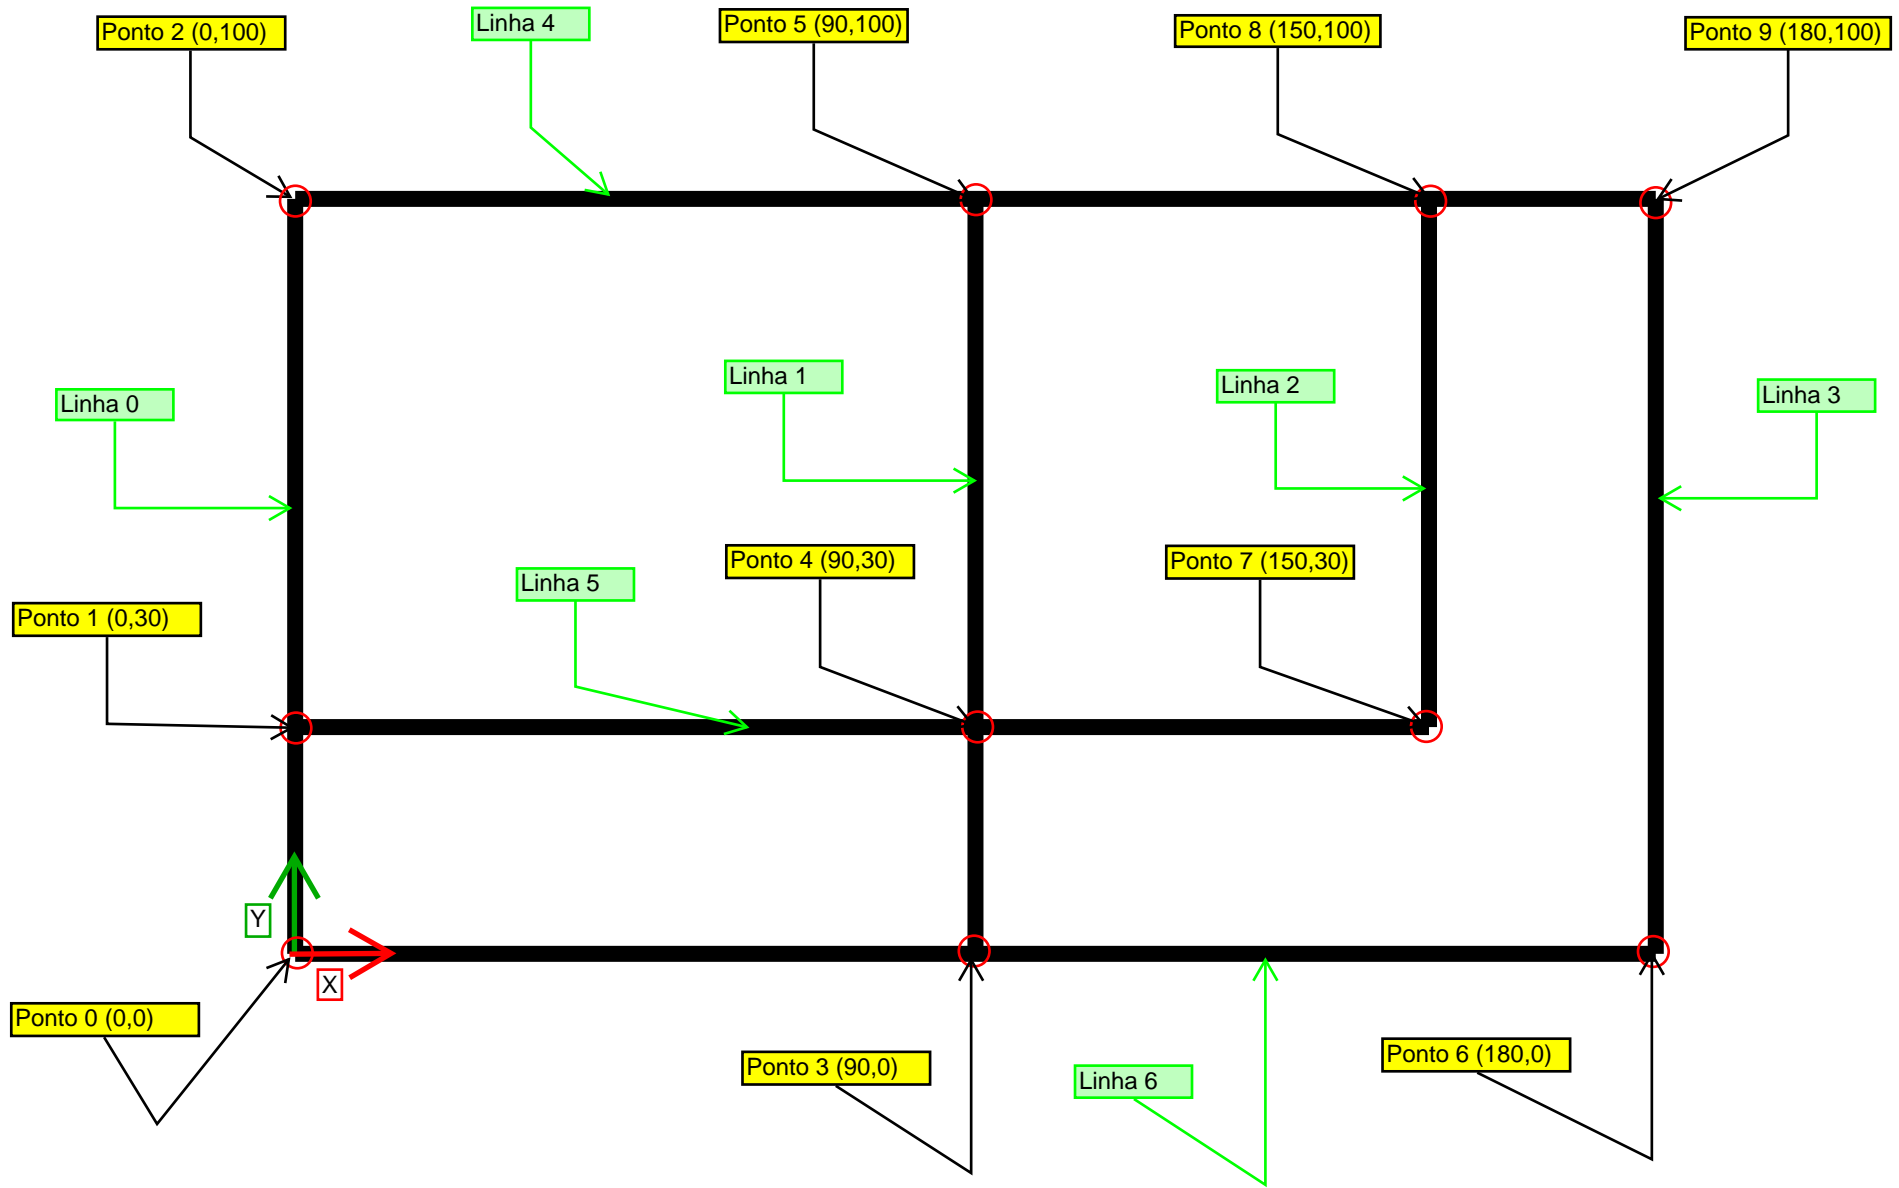 Ponto 2 (0,100)
Linha 4
Ponto 5 (90,100)
Ponto 8 (150,100)
Ponto 9 (180,100)
Linha 0
Linha 1
Linha 2
Linha 3
Ponto 1 (0,30)
Linha 5
Ponto 4 (90,30)
Ponto 7 (150,30)
Y
X
Ponto 0 (0,0)
Ponto 3 (90,0)
Linha 6
Ponto 6 (180,0)